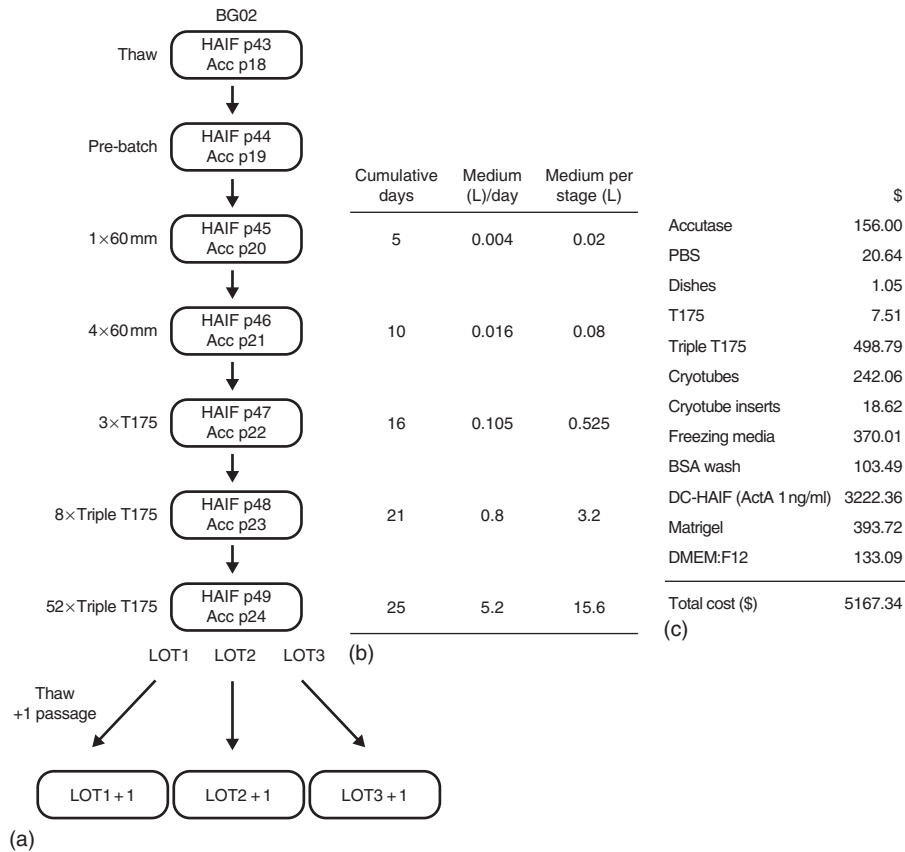 BG02
Thaw
HAIF p43
Acc p18
Pre-batch
HAIF p44
Acc p19
1×60 mm
HAIF p45
Acc p20
4×60 mm
HAIF p46
Acc p21
3×T175
HAIF p47
Acc p22
8×Triple T175
HAIF p48
Acc p23
52×Triple T175
HAIF p49
Acc p24
LOT1 LOT2 LOT3
Thaw
+1 passage
LOT1 + 1 LOT2 + 1 LOT3 + 1
(a)
Cumulative days Medium (L)/day Medium per stage (L)
5 0.004 0.02
10 0.016 0.08
16 0.105 0.525
21 0.8 3.2
25 5.2 15.6
(b)
$
Accutase 156.00
PBS 20.64
Dishes 1.05
T175 7.51
Triple T175 498.79
Cryotubes 242.06
Cryotube inserts 18.62
Freezing media 370.01
BSA wash 103.49
DC-HAIF (ActA 1 ng/ml) 3222.36
Matrigel 393.72
DMEM:F12 133.09
Total cost ($) 5167.34
(c)